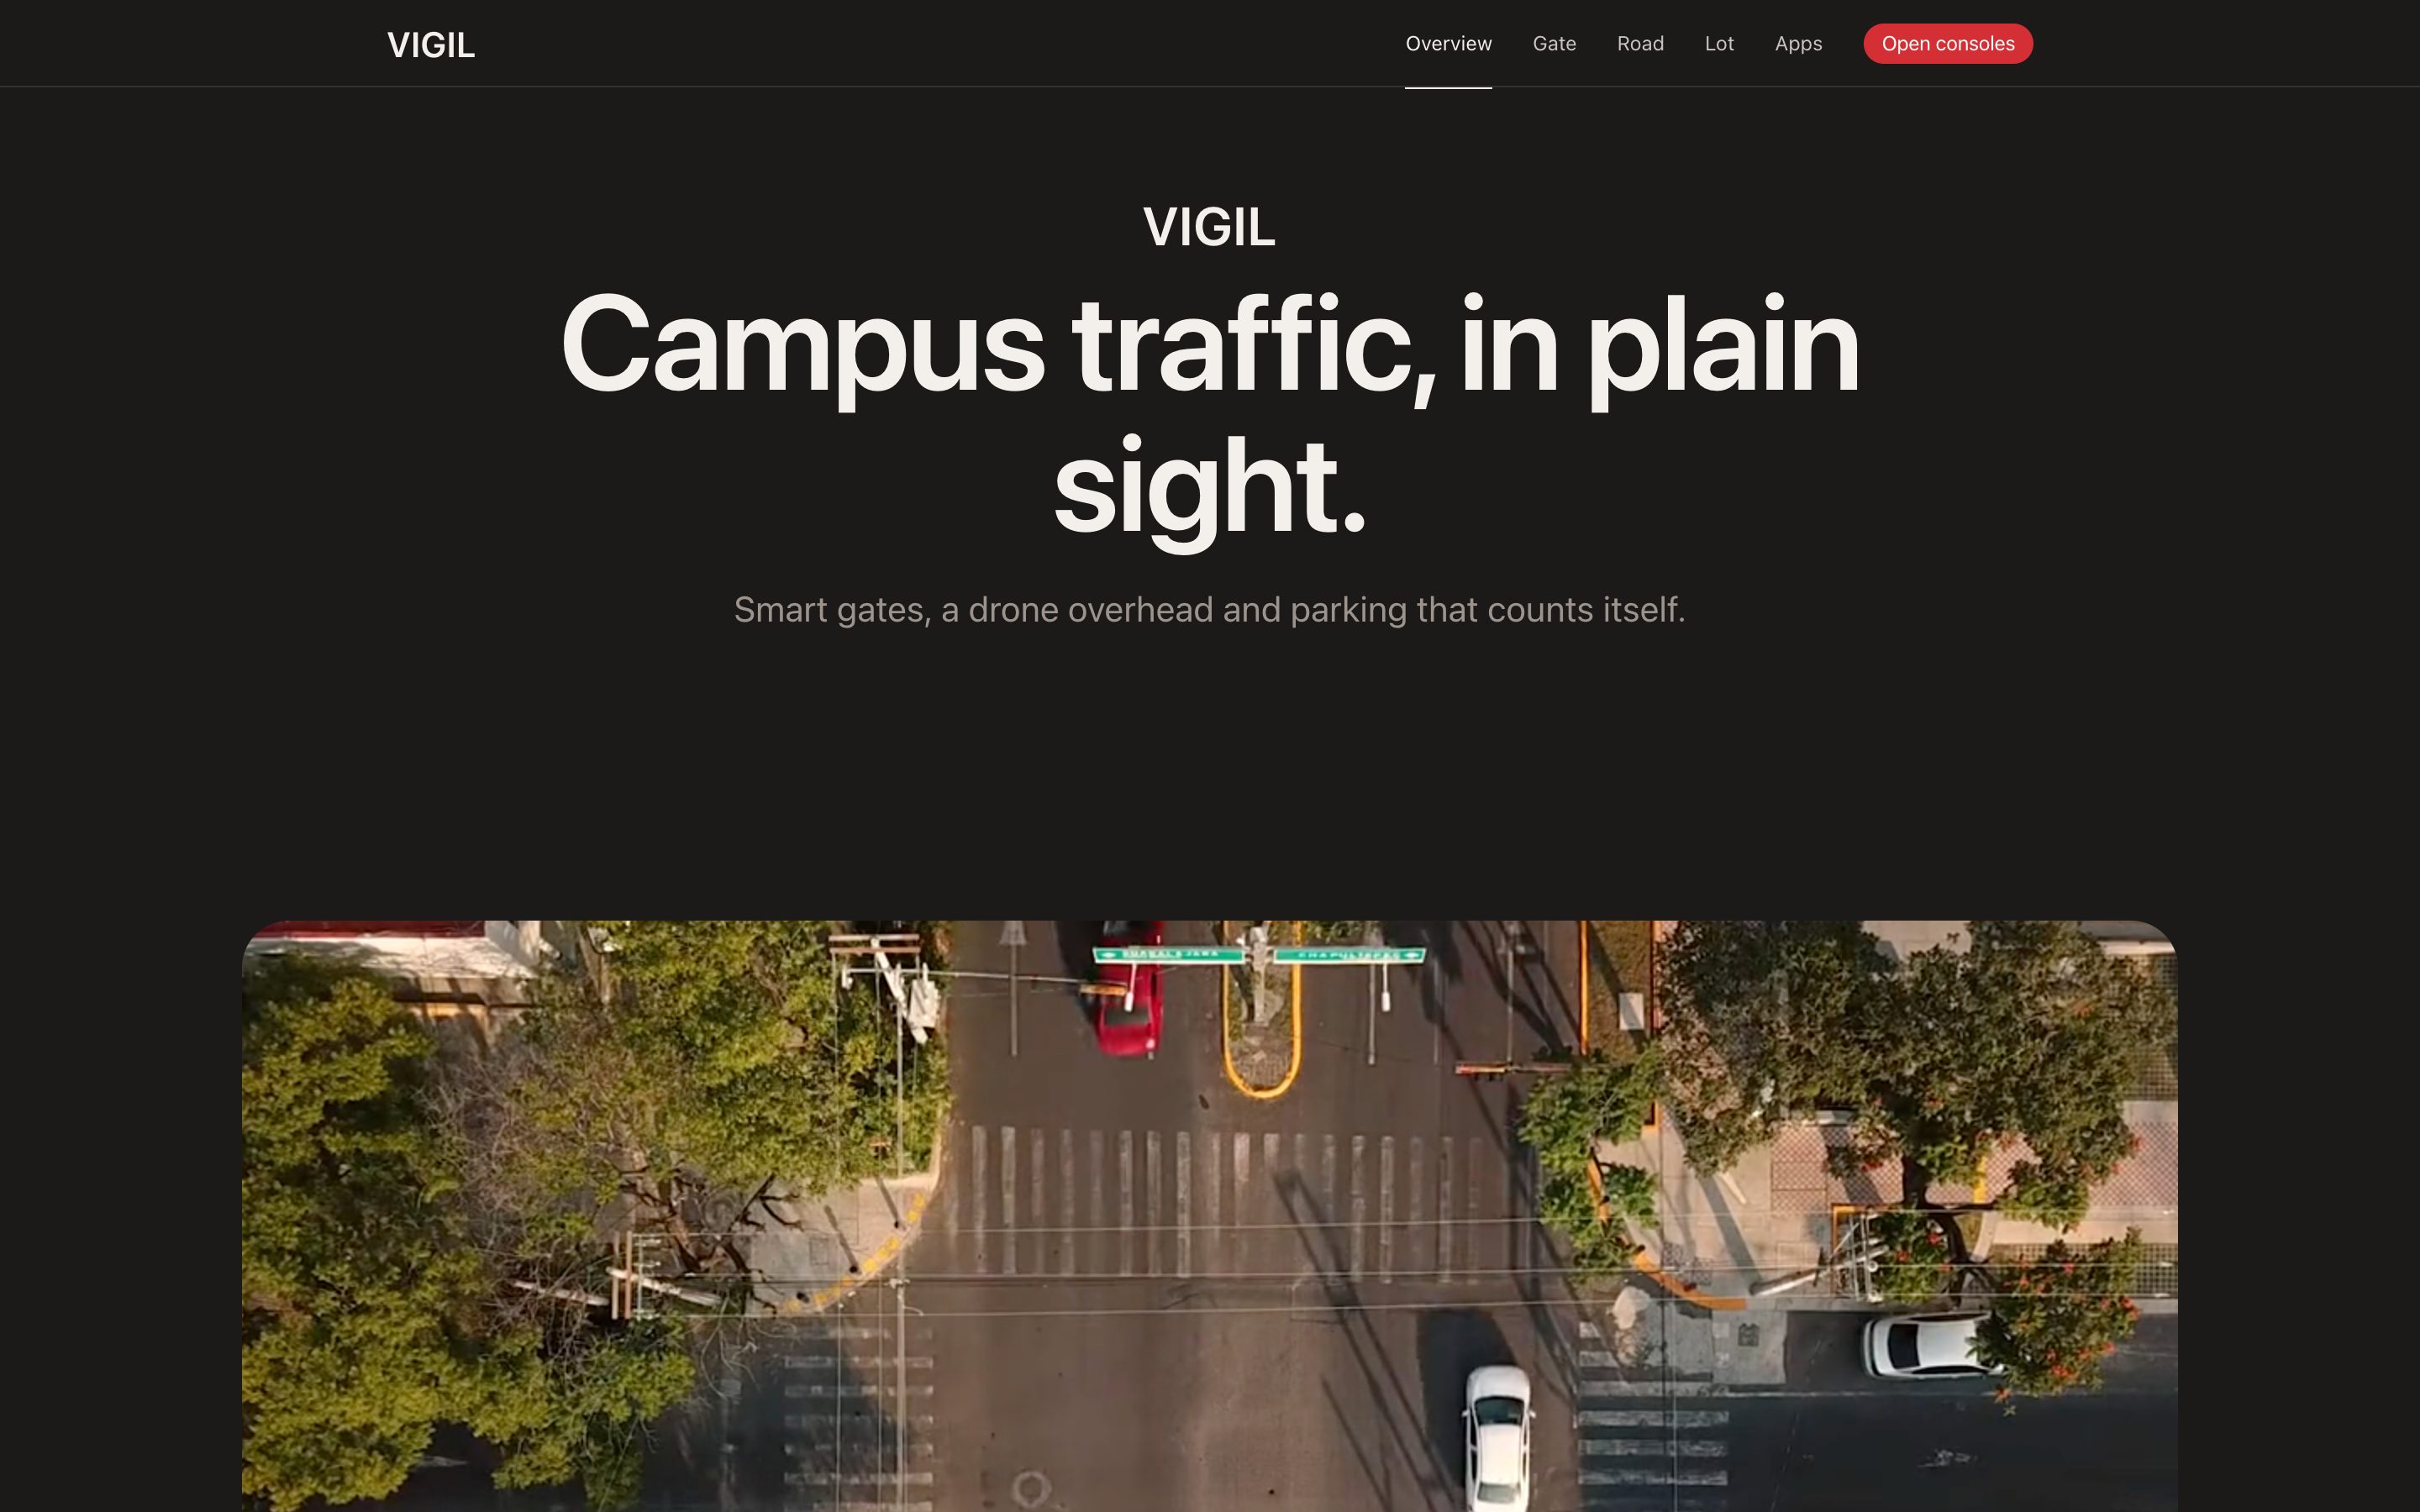 VIGIL
Overview
Gate
Road
Lot
Apps
Open consoles
VIGIL
Campus traffic, in plain
sight.
Smart gates, a drone overhead and parking that counts itself.
CHAPULTEPEC